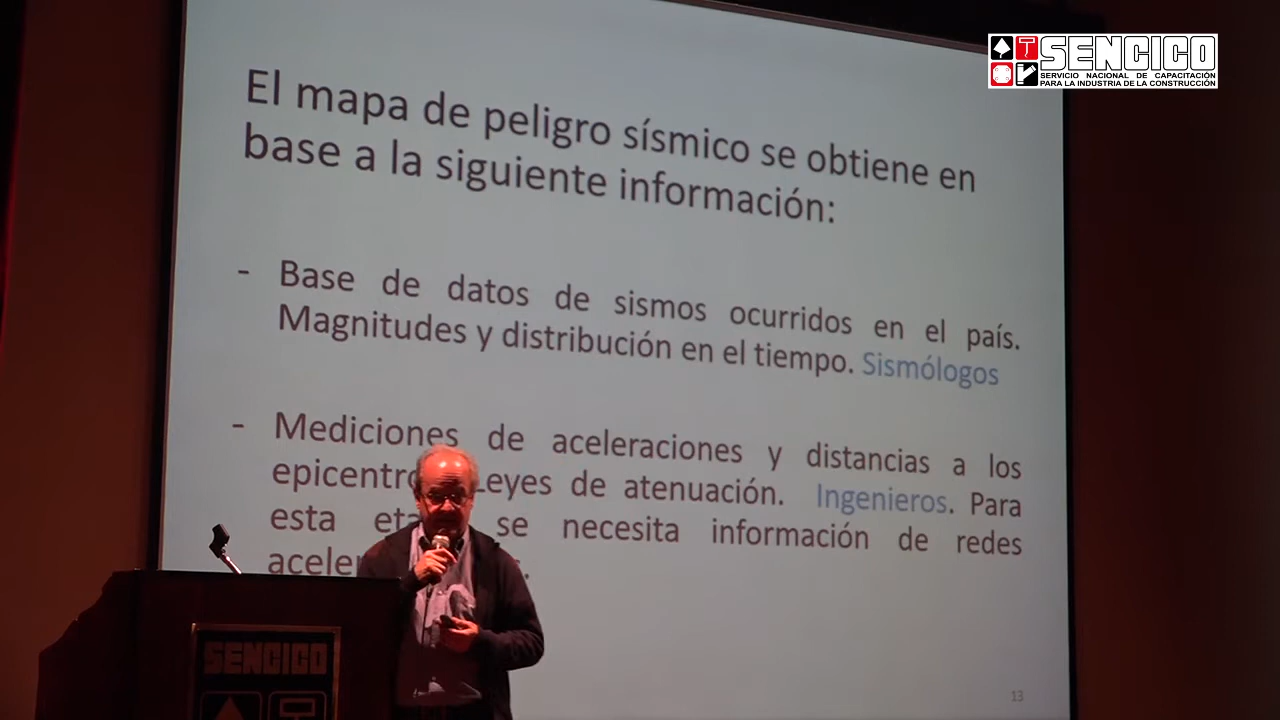 SENCICO
SERVICIO NACIONAL DE CAPACITACIÓN
PARA LA INDUSTRIA DE LA CONSTRUCCIÓN
El mapa de peligro sísmico se obtiene en
base a la siguiente información:
- Base de datos de sismos ocurridos en el país.
Magnitudes y distribución en el tiempo. Sismólogos
- Mediciones de aceleraciones y distancias a los
Leyes de atenuación. Ingenieros. Para
esta se necesita información de redes
13
SENCICO